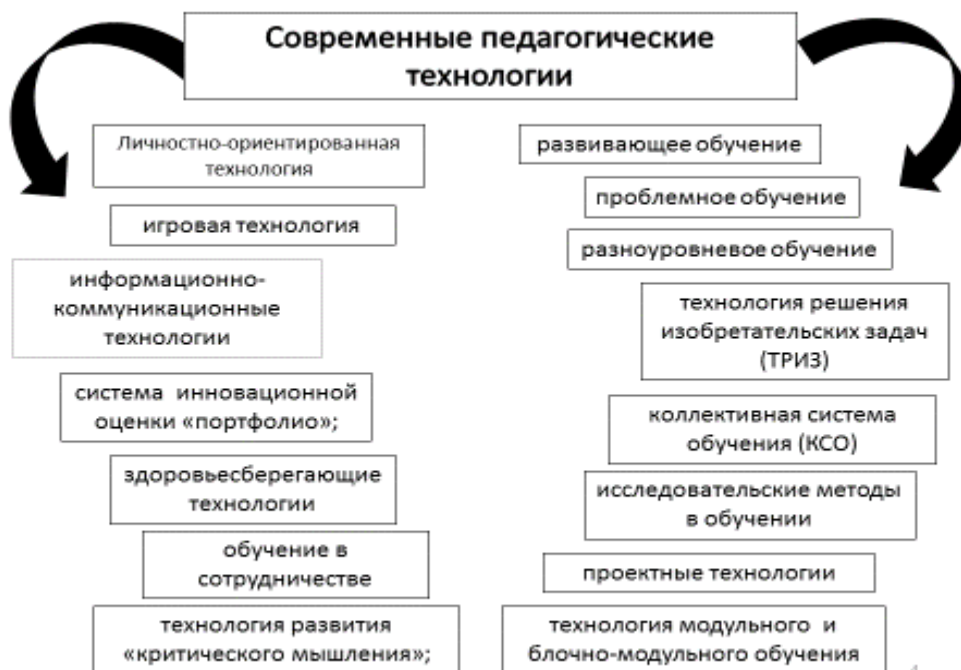 Современные педагогические
технологии
Личностно-ориентированная
технология
игровая технология
информационно-
коммуникационные
технологии
система инновационной
оценки «портфолио»;
здоровьесберегающие
технологии
обучение в
сотрудничестве
технология развития
«критического мышления»;
развивающее обучение
проблемное обучение
разноуровневое обучение
технология решения
изобретательских задач
(ТРИЗ)
коллективная система
обучения (КСО)
исследовательские методы
в обучении
проектные технологии
технология модульного и
блочно-модульного обучения